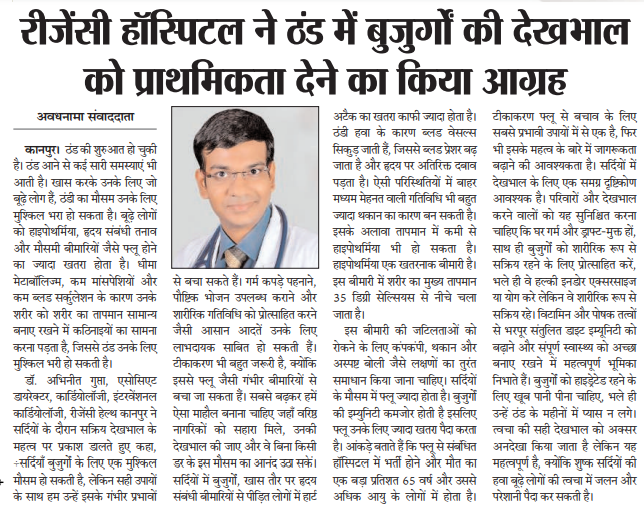 रीजेंसी हॉस्पिटल ने ठंड में बुजुर्गों की देखभाल
को प्राथमिकता देने का किया आग्रह
अवधनामा संवाददाता
कानपुर। ठंड की शुरुआत हो चुकी
है। ठंड आने से कई सारी समस्याएं भी
आती है। खास करके उनके लिए जो
बूढ़े लोग हैं, ठंडी का मौसम उनके लिए
मुश्किल भरा हो सकता है। बूढ़े लोगों
को हाइपोथर्मिया, हृदय संबंधी तनाव
और मौसमी बीमारियां जैसे फ्लू होने
का ज्यादा खतरा होता है। धीमा
मेटाबॉलिज्म, कम मांसपेशियों और
कम ब्लड सर्कुलेशन के कारण उनके
शरीर को शरीर का तापमान सामान्य
बनाए रखने में कठिनाइयों का सामना
करना पड़ता है, जिससे ठंड उनके लिए
मुश्किल भरी हो सकती है।
डॉ. अभिनीत गुप्ता, एसोसिएट
डायरेक्टर, कार्डियोलॉजी, इंटरवेंशनल
कार्डियोलॉजी, रीजेंसी हेल्थ कानपुर ने
सर्दियों के दौरान सक्रिय देखभाल के
महत्व पर प्रकाश डालते हुए कहा,
÷सर्दियाँ बुजुर्गों के लिए एक मुश्किल
मौसम हो सकती है, लेकिन सही उपायों
के साथ हम उन्हें इसके गंभीर प्रभावों
से बचा सकते हैं। गर्म कपड़े पहनाने,
पौष्टिक भोजन उपलब्ध कराने और
शारीरिक गतिविधि को प्रोत्साहित करने
जैसी आसान आदतें उनके लिए
लाभदायक साबित हो सकती हैं।
टीकाकरण भी बहुत जरूरी है, क्योंकि
इससे फ्लू जैसी गंभीर बीमारियों से
बचा जा सकता हैं। सबसे बढ़कर हमें
ऐसा माहौल बनाना चाहिए जहाँ वरिष्ठ
नागरिकों को सहारा मिले, उनकी
देखभाल की जाए और वे बिना किसी
डर के इस मौसम का आनंद उठा सकें।
सर्दियों में बुजुर्गों, खास तौर पर हृदय
संबंधी बीमारियों से पीड़ित लोगों में हार्ट
अटैक का खतरा काफी ज्यादा होता है।
ठंडी हवा के कारण ब्लड वेसल्स
सिकुड़ जाती हैं, जिससे ब्लड प्रेशर बढ़
जाता है और हृदय पर अतिरिक्त दबाव
पड़ता है। ऐसी परिस्थितियों में बाहर
मध्यम मेहनत वाली गतिविधि भी बहुत
ज्यादा थकान का कारण बन सकती है।
इसके अलावा तापमान में कमी से
हाइपोथर्मिया भी हो सकता है।
हाइपोथर्मिया एक खतरनाक बीमारी है।
इस बीमारी में शरीर का मुख्य तापमान
35 डिग्री सेल्सियस से नीचे चला
जाता है।
इस बीमारी की जटिलताओं को
रोकने के लिए कंपकंपी, थकान और
अस्पष्ट बोली जैसे लक्षणों का तुरंत
समाधान किया जाना चाहिए। सर्दियों
के मौसम में फ्लू ज्यादा होता है। बुजुर्गों
की इम्युनिटी कमजोर होती है इसलिए
फ्लू उनके लिए ज्यादा खतरा पैदा करता
है। आंकड़े बताते हैं कि फ्लू से संबंधित
हॉस्पिटल में भर्ती होने और मौत का
एक बड़ा प्रतिशत 65 वर्ष और उससे
अधिक आयु के लोगों में होता है।
टीकाकरण फ्लू से बचाव के लिए
सबसे प्रभावी उपायों में से एक है, फिर
भी इसके महत्व के बारे में जागरूकता
बढ़ाने की आवश्यकता है। सर्दियों में
देखभाल के लिए एक समग्र दृष्टिकोण
आवश्यक है। परिवारों और देखभाल
करने वालों को यह सुनिश्चित करना
चाहिए कि घर गर्म और ड्राफ्ट-मुक्त हों,
साथ ही बुजुर्गों को शारीरिक रूप से
सक्रिय रहने के लिए प्रोत्साहित करें,
भले ही वे हल्की इनडोर एक्सरसाइज
या योग करें लेकिन वे शारीरिक रूप से
सक्रिय रहे। विटामिन और पोषक तत्वों
से भरपूर संतुलित डाइट इम्यूनिटी को
बढ़ाने और संपूर्ण स्वास्थ्य को अच्छा
बनाए रखने में महत्वपूर्ण भूमिका
निभाते हैं। बुजुर्गों को हाइड्रेटेड रहने के
लिए खूब पानी पीना चाहिए, भले ही
उन्हें ठंड के महीनों में प्यास न लगे।
त्वचा की सही देखभाल को अक्सर
अनदेखा किया जाता है लेकिन यह
महत्वपूर्ण है, क्योंकि शुष्क सर्दियों की
हवा बूढ़े लोगों की त्वचा में जलन और
परेशानी पैदा कर सकती है।